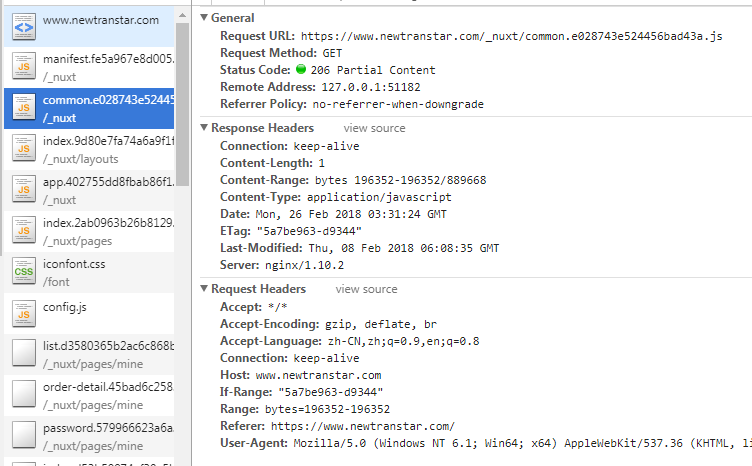 www.newtranstar.com
manifest.fe5a967e8d005.
/_nuxt
common.e028743e52445
/_nuxt
index.9d80e7fa74a6a9f1f
/_nuxt/layouts
app.402755dd8fbab86f1.
/_nuxt
index.2ab0963b26b8129.
/_nuxt/pages
iconfont.css
/font
config.js
list.d3580365b2ac6c868b
/_nuxt/pages/mine
order-detail.45bad6c258.
/_nuxt/pages/mine
password.579966623a6a.
/_nuxt/pages/mine
General
Request URL: https://www.newtranstar.com/_nuxt/common.e028743e524456bad43a.js
Request Method: GET
Status Code: 206 Partial Content
Remote Address: 127.0.0.1:51182
Referrer Policy: no-referrer-when-downgrade
Response Headers view source
Connection: keep-alive
Content-Length: 1
Content-Range: bytes 196352-196352/889668
Content-Type: application/javascript
Date: Mon, 26 Feb 2018 03:31:24 GMT
ETag: "5a7be963-d9344"
Last-Modified: Thu, 08 Feb 2018 06:08:35 GMT
Server: nginx/1.10.2
Request Headers view source
Accept: */*
Accept-Encoding: gzip, deflate, br
Accept-Language: zh-CN,zh;q=0.9,en;q=0.8
Connection: keep-alive
Host: www.newtranstar.com
If-Range: "5a7be963-d9344"
Range: bytes=196352-196352
Referer: https://www.newtranstar.com/
User-Agent: Mozilla/5.0 (Windows NT 6.1; Win64; x64) AppleWebKit/537.36 (KHTML, li